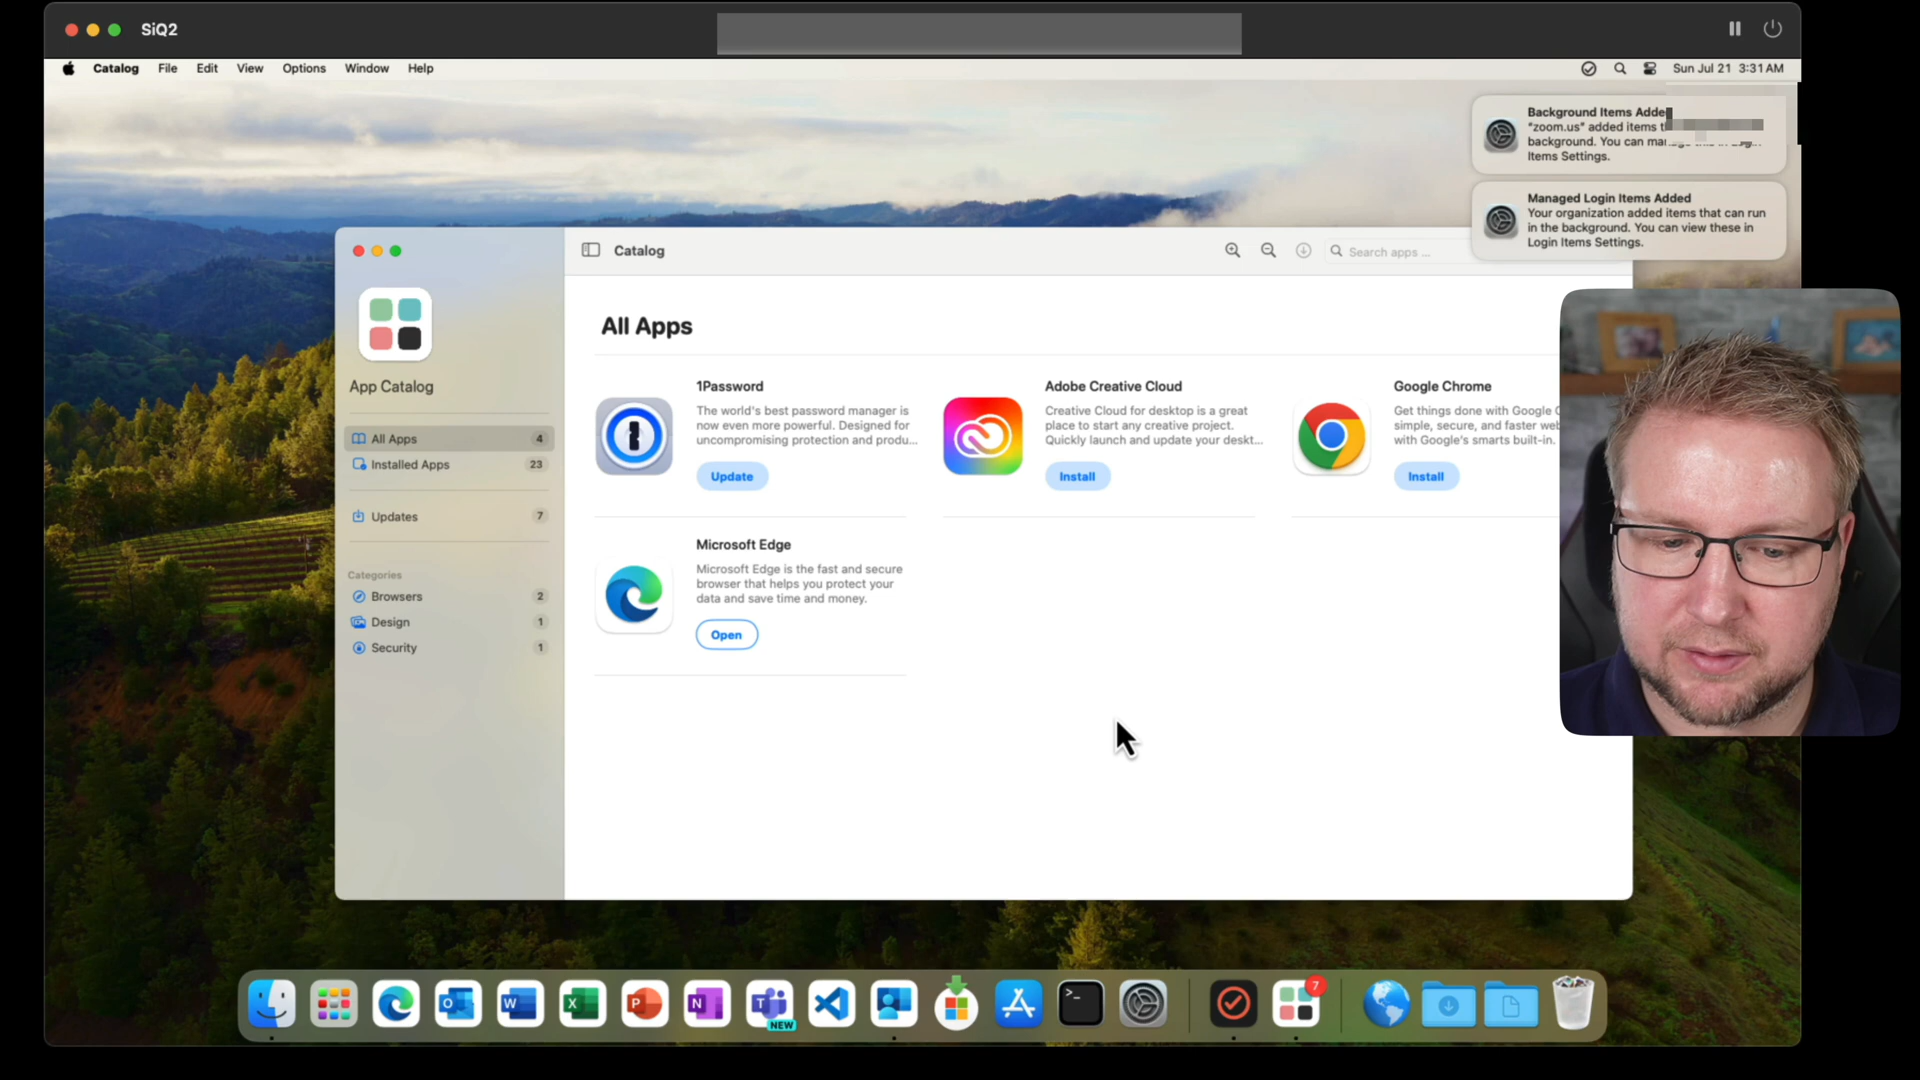 SiQ2
Catalog File Edit View Options Window Help
Sun Jul 21 3:31 AM
Background Items Adde
"zoom.us" added items t
background. You can ma
Items Settings.
Managed Login Items Added
Your organization added items that can run
in the background. You can view these in
Login Items Settings.
Catalog
Search apps ...
App Catalog
All Apps 4
Installed Apps 23
Updates 7
Categories
Browsers 2
Design 1
Security 1
All Apps
1Password
The world's best password manager is
now even more powerful. Designed for
uncompromising protection and produ...
Update
Adobe Creative Cloud
Creative Cloud for desktop is a great
place to start any creative project.
Quickly launch and update your deskt...
Install
Google Chrome
Get things done with Google
simple, secure, and faster we
with Google's smarts built-in.
Install
Microsoft Edge
Microsoft Edge is the fast and secure
browser that helps you protect your
data and save time and money.
Open
NEW
7